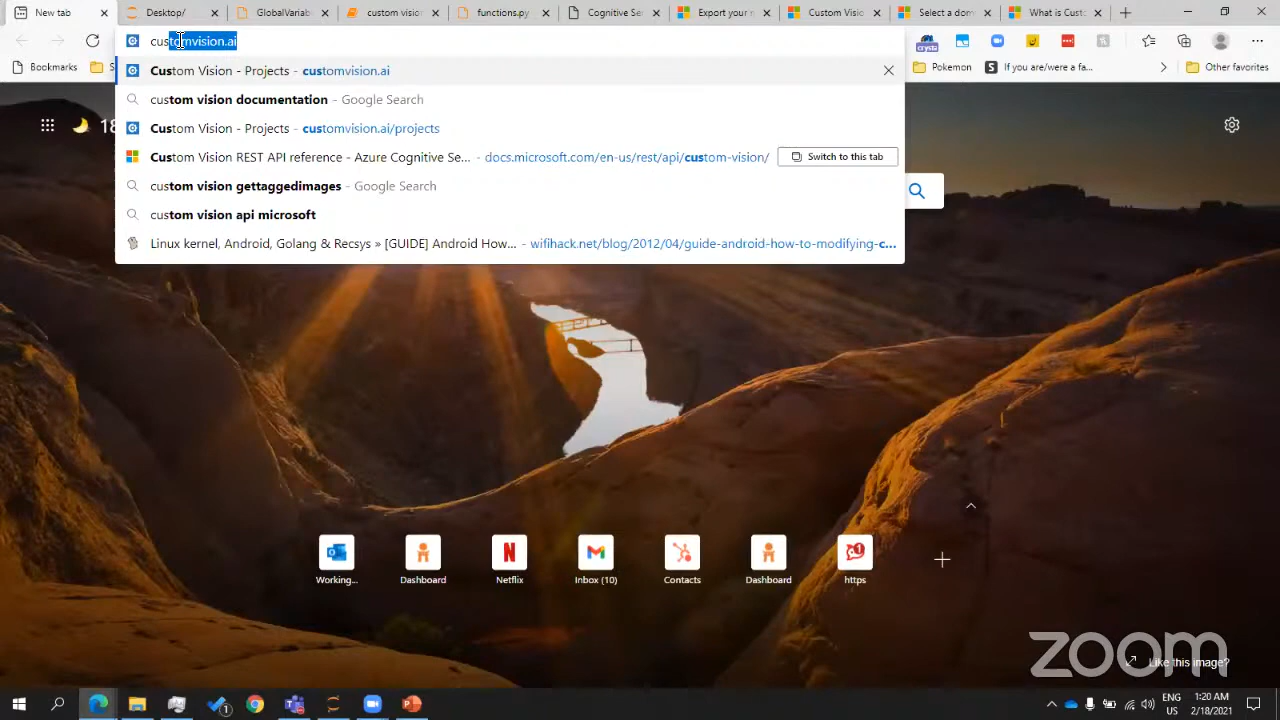 New tab
Desktop/
GlobalVariab
custom vision
functions.py
Cognitive Se
Export your m
Custom Visio
lect a dom
What is Custo
customvision.ai
Bookmarks
S
Pokemon
If you are/were a fa...
Other favorites
Custom Vision - Projects - customvision.ai
custom vision documentation - Google Search
Custom Vision - Projects - customvision.ai/projects
Custom Vision REST API reference - Azure Cognitive Se... - docs.microsoft.com/en-us/rest/api/custom-vision/
Switch to this tab
custom vision gettaggedimages - Google Search
custom vision api microsoft
Linux kernel, Android, Golang & Recsys » [GUIDE] Android How... - wifihack.net/blog/2012/04/guide-android-how-to-modifying-c...
18
Working...
Dashboard
Netflix
Inbox (10)
Contacts
Dashboard
https
zoom
Like this image?
ENG
US
1:20 AM
2/18/2021